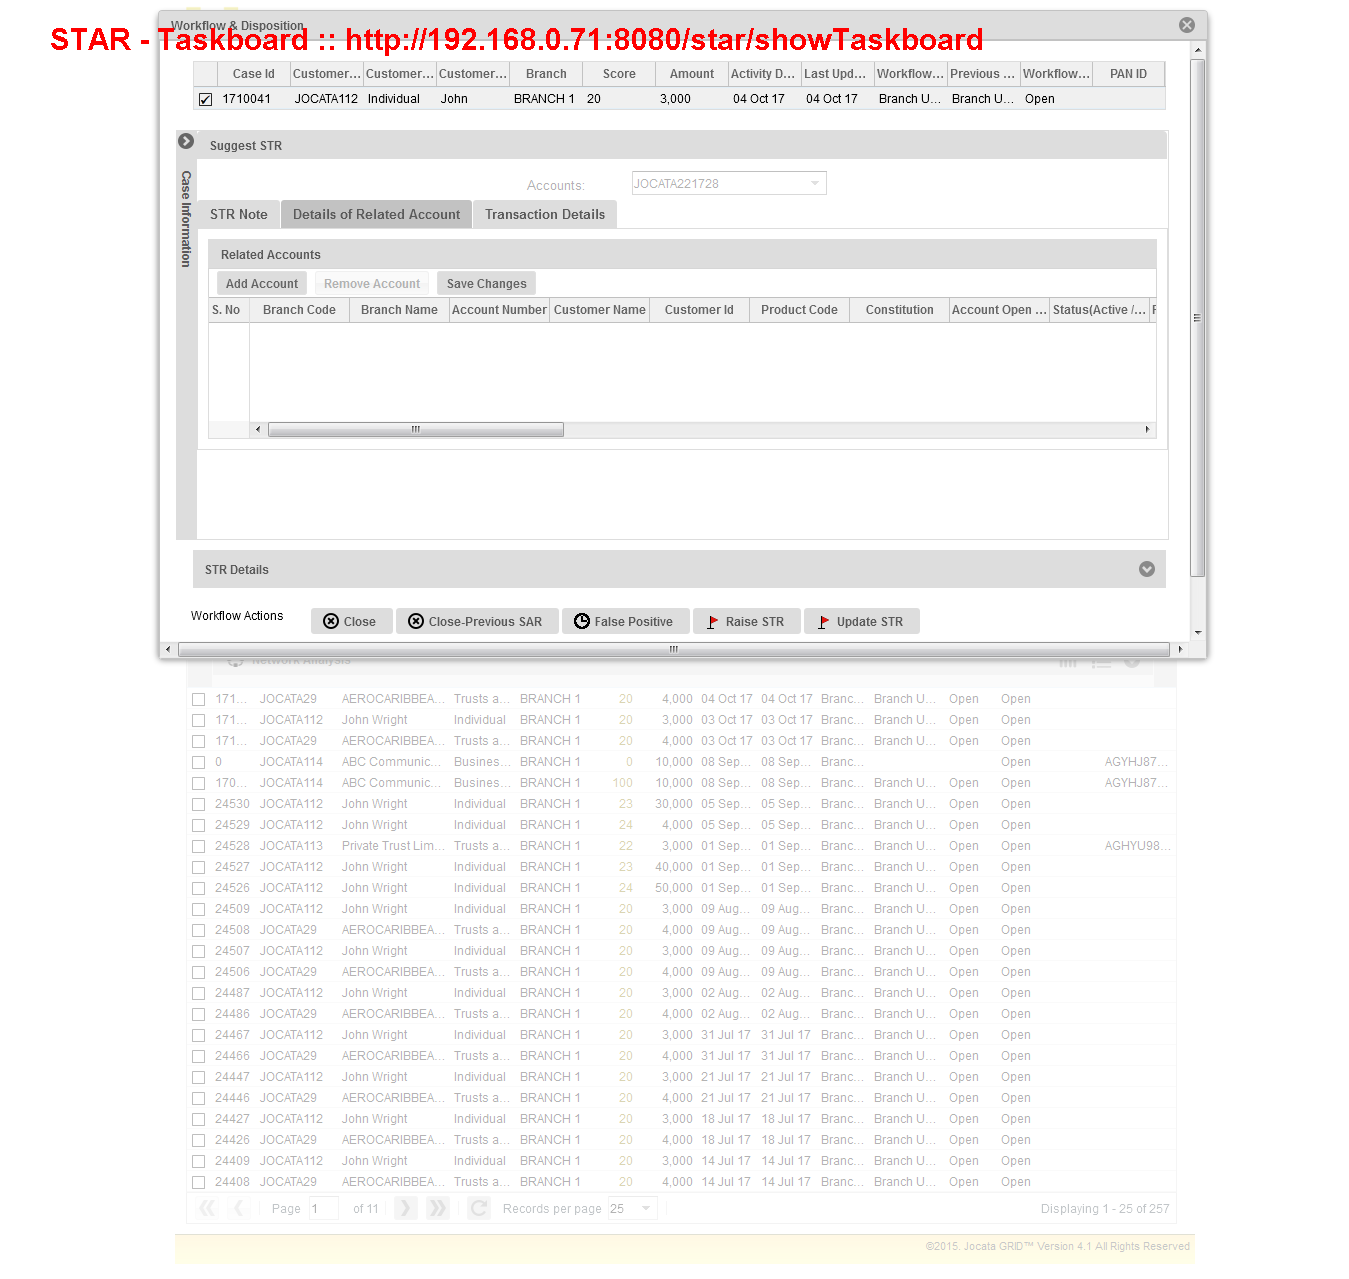 Workflow & Disposition
STAR - Taskboard :: http://192.168.0.71:8080/star/showTaskboard
Case Id Customer... Customer... Customer... Branch Score Amount Activity D... Last Upd... Workflow... Previous ... Workflow... PAN ID
1710041 JOCATA112 Individual John BRANCH 1 20 3,000 04 Oct 17 04 Oct 17 Branch U... Branch U... Open
Case Information
Suggest STR
Accounts: JOCATA221728
STR Note Details of Related Account Transaction Details
Related Accounts
Add Account Remove Account Save Changes
S. No Branch Code Branch Name Account Number Customer Name Customer Id Product Code Constitution Account Open ... Status(Active /...
STR Details
Workflow Actions Close Close-Previous SAR False Positive Raise STR Update STR
Network Analysis
171... JOCATA29 AEROCARIBBEA... Trusts a... BRANCH 1 20 4,000 04 Oct 17 04 Oct 17 Branc... Branch U... Open Open
171... JOCATA112 John Wright Individual BRANCH 1 20 3,000 03 Oct 17 03 Oct 17 Branc... Branch U... Open Open
171... JOCATA29 AEROCARIBBEA... Trusts a... BRANCH 1 20 4,000 03 Oct 17 03 Oct 17 Branc... Branch U... Open Open
0 JOCATA114 ABC Communic... Busines... BRANCH 1 0 10,000 08 Sep... 08 Sep... Branc... Open AGYHJ87...
170... JOCATA114 ABC Communic... Busines... BRANCH 1 100 10,000 08 Sep... 08 Sep... Branc... Branch U... Open Open AGYHJ87...
24530 JOCATA112 John Wright Individual BRANCH 1 23 30,000 05 Sep... 05 Sep... Branc... Branch U... Open Open
24529 JOCATA112 John Wright Individual BRANCH 1 24 4,000 05 Sep... 05 Sep... Branc... Branch U... Open Open
24528 JOCATA113 Private Trust Lim... Trusts a... BRANCH 1 22 3,000 01 Sep... 01 Sep... Branc... Branch U... Open Open AGHYU98...
24527 JOCATA112 John Wright Individual BRANCH 1 23 40,000 01 Sep... 01 Sep... Branc... Branch U... Open Open
24526 JOCATA112 John Wright Individual BRANCH 1 24 50,000 01 Sep... 01 Sep... Branc... Branch U... Open Open
24509 JOCATA112 John Wright Individual BRANCH 1 20 3,000 09 Aug... 09 Aug... Branc... Branch U... Open Open
24508 JOCATA29 AEROCARIBBEA... Trusts a... BRANCH 1 20 4,000 09 Aug... 09 Aug... Branc... Branch U... Open Open
24507 JOCATA112 John Wright Individual BRANCH 1 20 3,000 09 Aug... 09 Aug... Branc... Branch U... Open Open
24506 JOCATA29 AEROCARIBBEA... Trusts a... BRANCH 1 20 4,000 09 Aug... 09 Aug... Branc... Branch U... Open Open
24487 JOCATA112 John Wright Individual BRANCH 1 20 3,000 02 Aug... 02 Aug... Branc... Branch U... Open Open
24486 JOCATA29 AEROCARIBBEA... Trusts a... BRANCH 1 20 4,000 02 Aug... 02 Aug... Branc... Branch U... Open Open
24467 JOCATA112 John Wright Individual BRANCH 1 20 3,000 31 Jul 17 31 Jul 17 Branc... Branch U... Open Open
24466 JOCATA29 AEROCARIBBEA... Trusts a... BRANCH 1 20 4,000 31 Jul 17 31 Jul 17 Branc... Branch U... Open Open
24447 JOCATA112 John Wright Individual BRANCH 1 20 3,000 21 Jul 17 21 Jul 17 Branc... Branch U... Open Open
24446 JOCATA29 AEROCARIBBEA... Trusts a... BRANCH 1 20 4,000 21 Jul 17 21 Jul 17 Branc... Branch U... Open Open
24427 JOCATA112 John Wright Individual BRANCH 1 20 3,000 18 Jul 17 18 Jul 17 Branc... Branch U... Open Open
24426 JOCATA29 AEROCARIBBEA... Trusts a... BRANCH 1 20 4,000 18 Jul 17 18 Jul 17 Branc... Branch U... Open Open
24409 JOCATA112 John Wright Individual BRANCH 1 20 3,000 14 Jul 17 14 Jul 17 Branc... Branch U... Open Open
24408 JOCATA29 AEROCARIBBEA... Trusts a... BRANCH 1 20 4,000 14 Jul 17 14 Jul 17 Branc... Branch U... Open Open
Page 1 of 11 Records per page 25 Displaying 1 - 25 of 257
©2015. Jocata GRID™ Version 4.1 All Rights Reserved